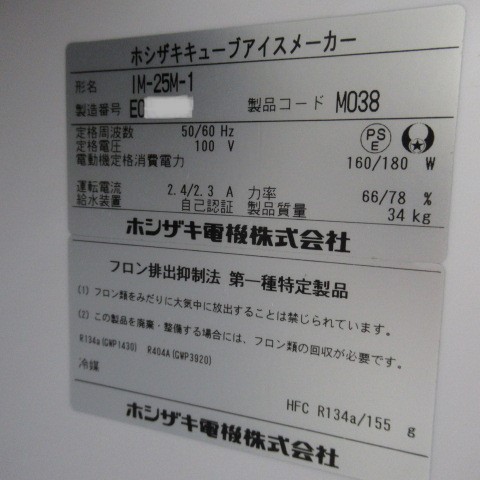 ホシザキキューブアイスメーカー
形名 IM-25M-1
製造番号 E0 製品コード M038
定格周波数 50/60 Hz
定格電圧 100 V
PS
E
電動機定格消費電力 160/180 W
運転電流 2.4/2.3 A 力率 66/78 %
給水装置 自己認証 製品質量 34 kg
ホシザキ電機株式会社
フロン排出抑制法 第一種特定製品
(1) フロン類をみだりに大気中に放出することは禁じられています。
(2) この製品を廃棄・整備する場合には、フロン類の回収が必要です。
R134a(GWP1430) R404A(GWP3920)
冷媒 HFC R134a/155 g
ホシザキ電機株式会社